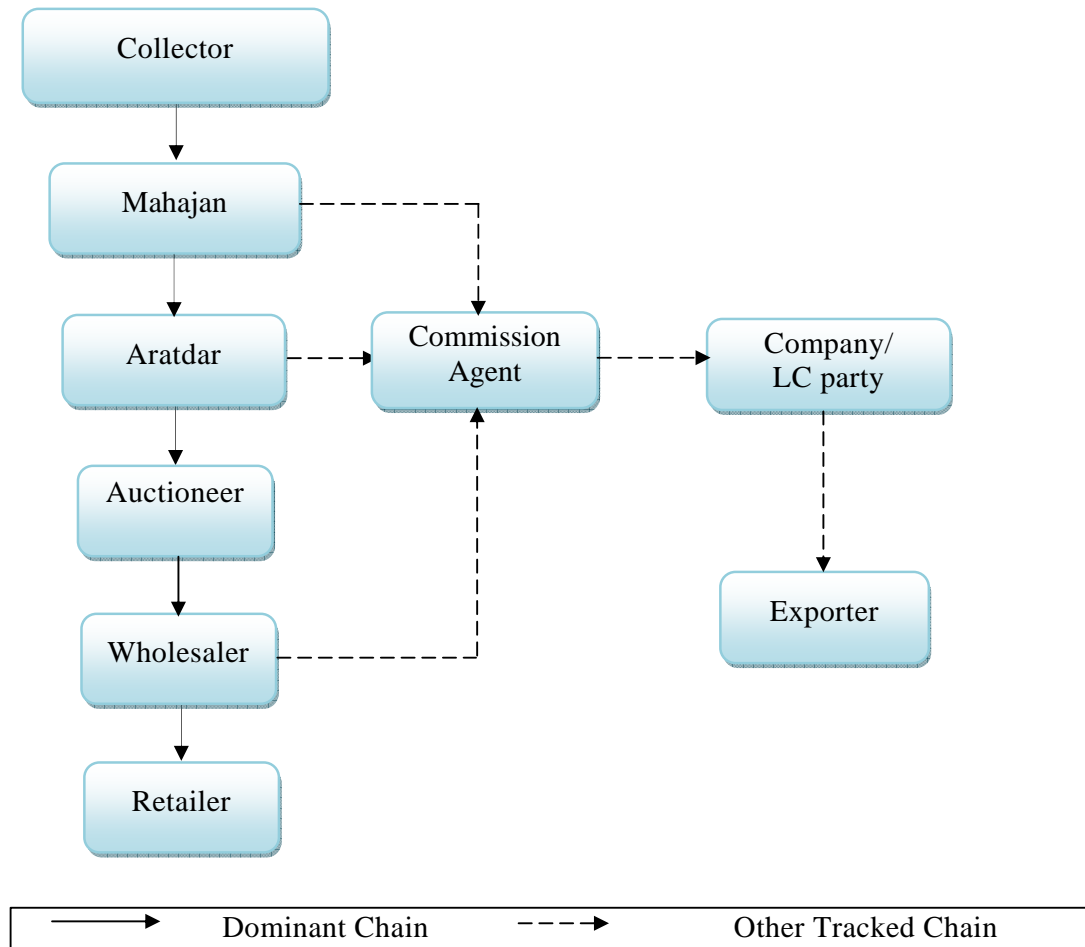 Collector
Mahajan
Aratdar
Commission
Agent
Company/
LC party
Auctioneer
Wholesaler
Exporter
Retailer
Dominant Chain
Other Tracked Chain